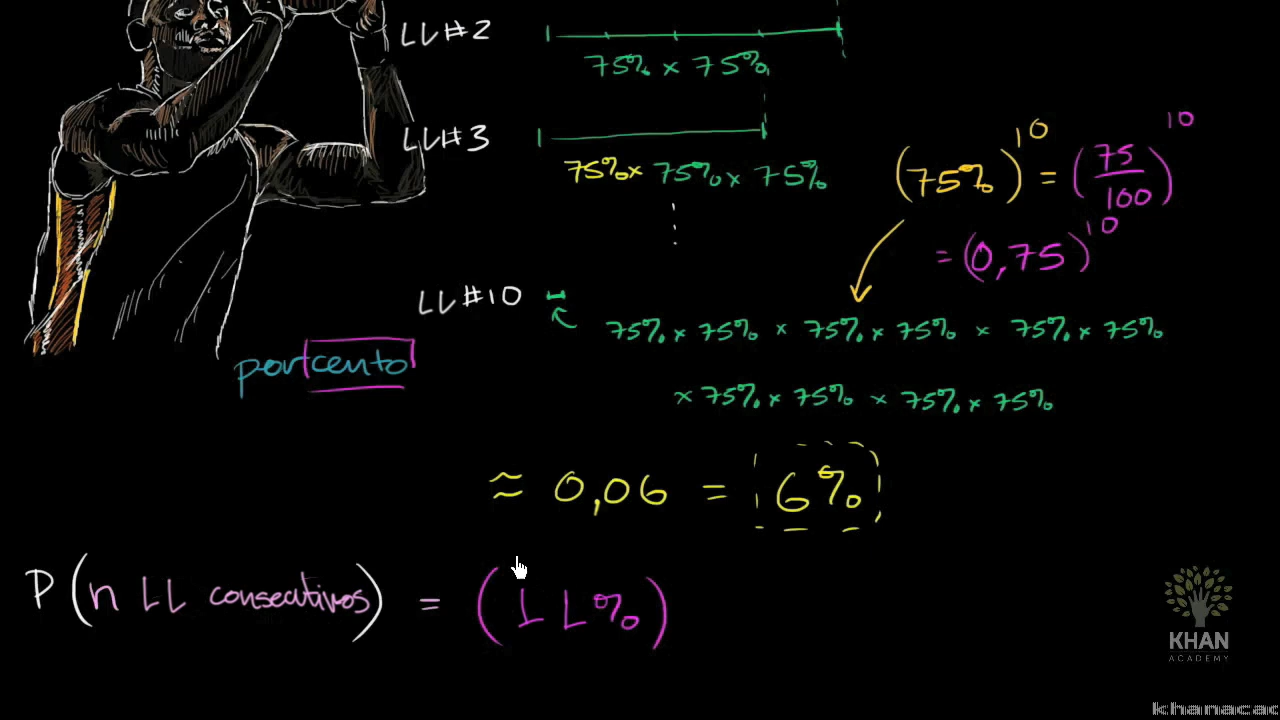 LL#2
75% x 75%
LL#3
75% x 75% x 75%
(75%)^10 = (75/100)^10
= (0,75)^10
LL#10
75% x 75% x 75% x 75% x 75% x 75%
x 75% x 75% x 75% x 75%
porcento
≈ 0,06 = 6%
P(n LL consecutivos) = (LL%)
KHAN
ACADEMY
khanacad